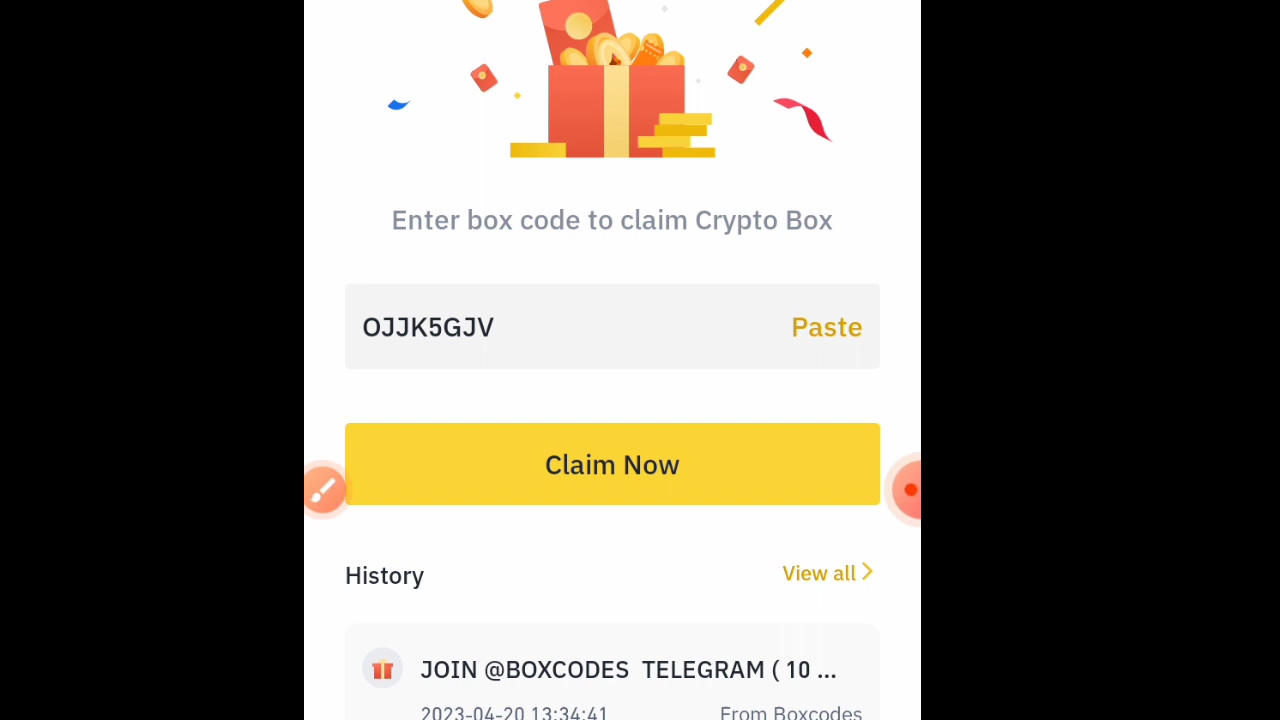 Enter box code to claim Crypto Box
OJJK5GJV Paste
Claim Now
History View all
JOIN @BOXCODES TELEGRAM ( 10 ...
2023-04-20 13:34:41 From Boxcodes